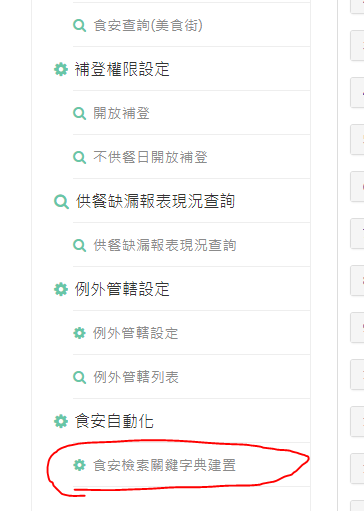 食安查詢(美食街)
補登權限設定
開放補登
不供餐日開放補登
供餐缺漏報表現況查詢
供餐缺漏報表現況查詢
例外管轄設定
例外管轄設定
例外管轄列表
食安自動化
食安檢索關鍵字典建置